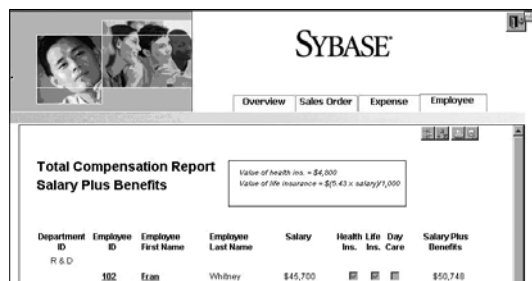 SYBASE
Overview Sales Order Expense Employee
Total Compensation Report
Salary Plus Benefits
Value of health ins. = $4,800
Value of life insurance = $(5.43 x salary)/1,000
Department ID Employee ID Employee First Name Employee Last Name Salary Health Ins. Life Ins. Day Care Salary Plus Benefits
R & D
102 Fran Whitney $45,700 $50,748